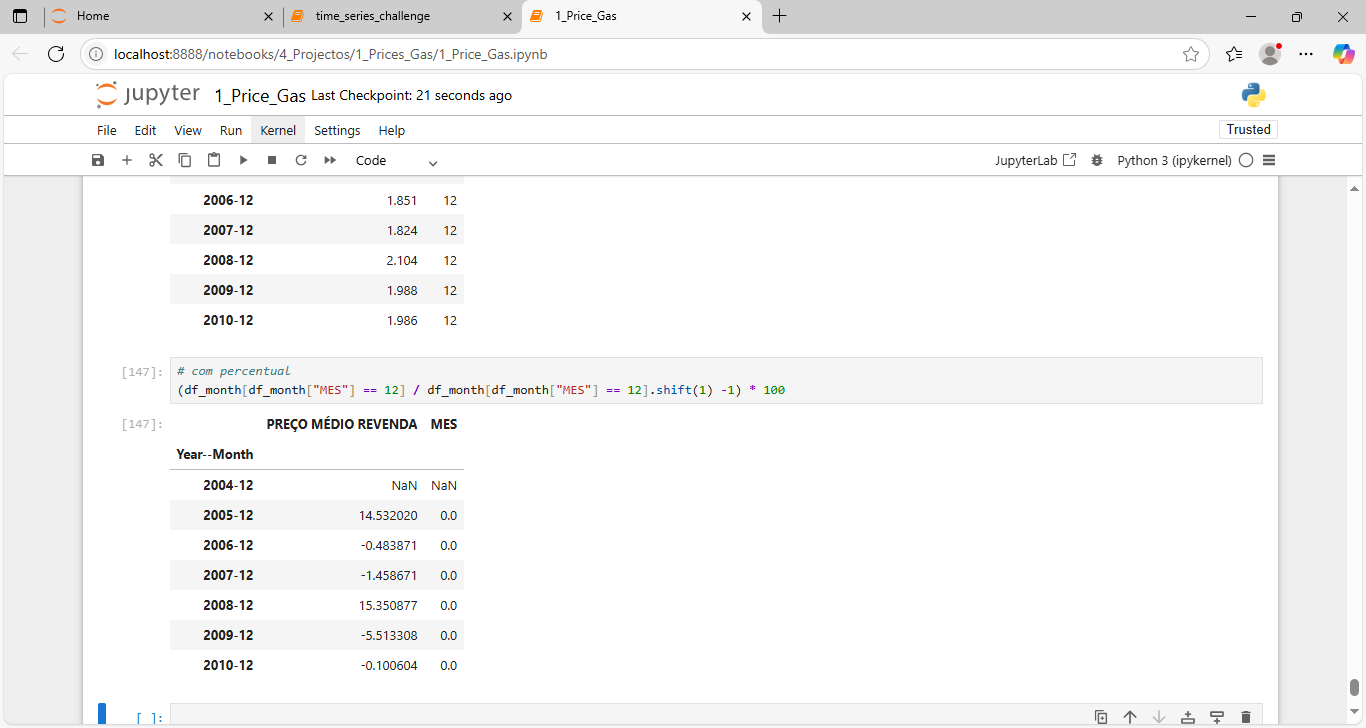 Home
time_series_challenge
1_Price_Gas
localhost:8888/notebooks/4_Projectos/1_Prices_Gas/1_Price_Gas.ipynb
jupyter 1_Price_Gas Last Checkpoint: 21 seconds ago
File Edit View Run Kernel Settings Help
Trusted
Code
JupyterLab
Python 3 (ipykernel)
2006-12 1.851 12
2007-12 1.824 12
2008-12 2.104 12
2009-12 1.988 12
2010-12 1.986 12
[147]: # com percentual
(df_month[df_month["MES"] == 12] / df_month[df_month["MES"] == 12].shift(1) -1) * 100
[147]: PREÇO MÉDIO REVENDA MES
Year--Month
2004-12 NaN NaN
2005-12 14.532020 0.0
2006-12 -0.483871 0.0
2007-12 -1.458671 0.0
2008-12 15.350877 0.0
2009-12 -5.513308 0.0
2010-12 -0.100604 0.0
[ ]: